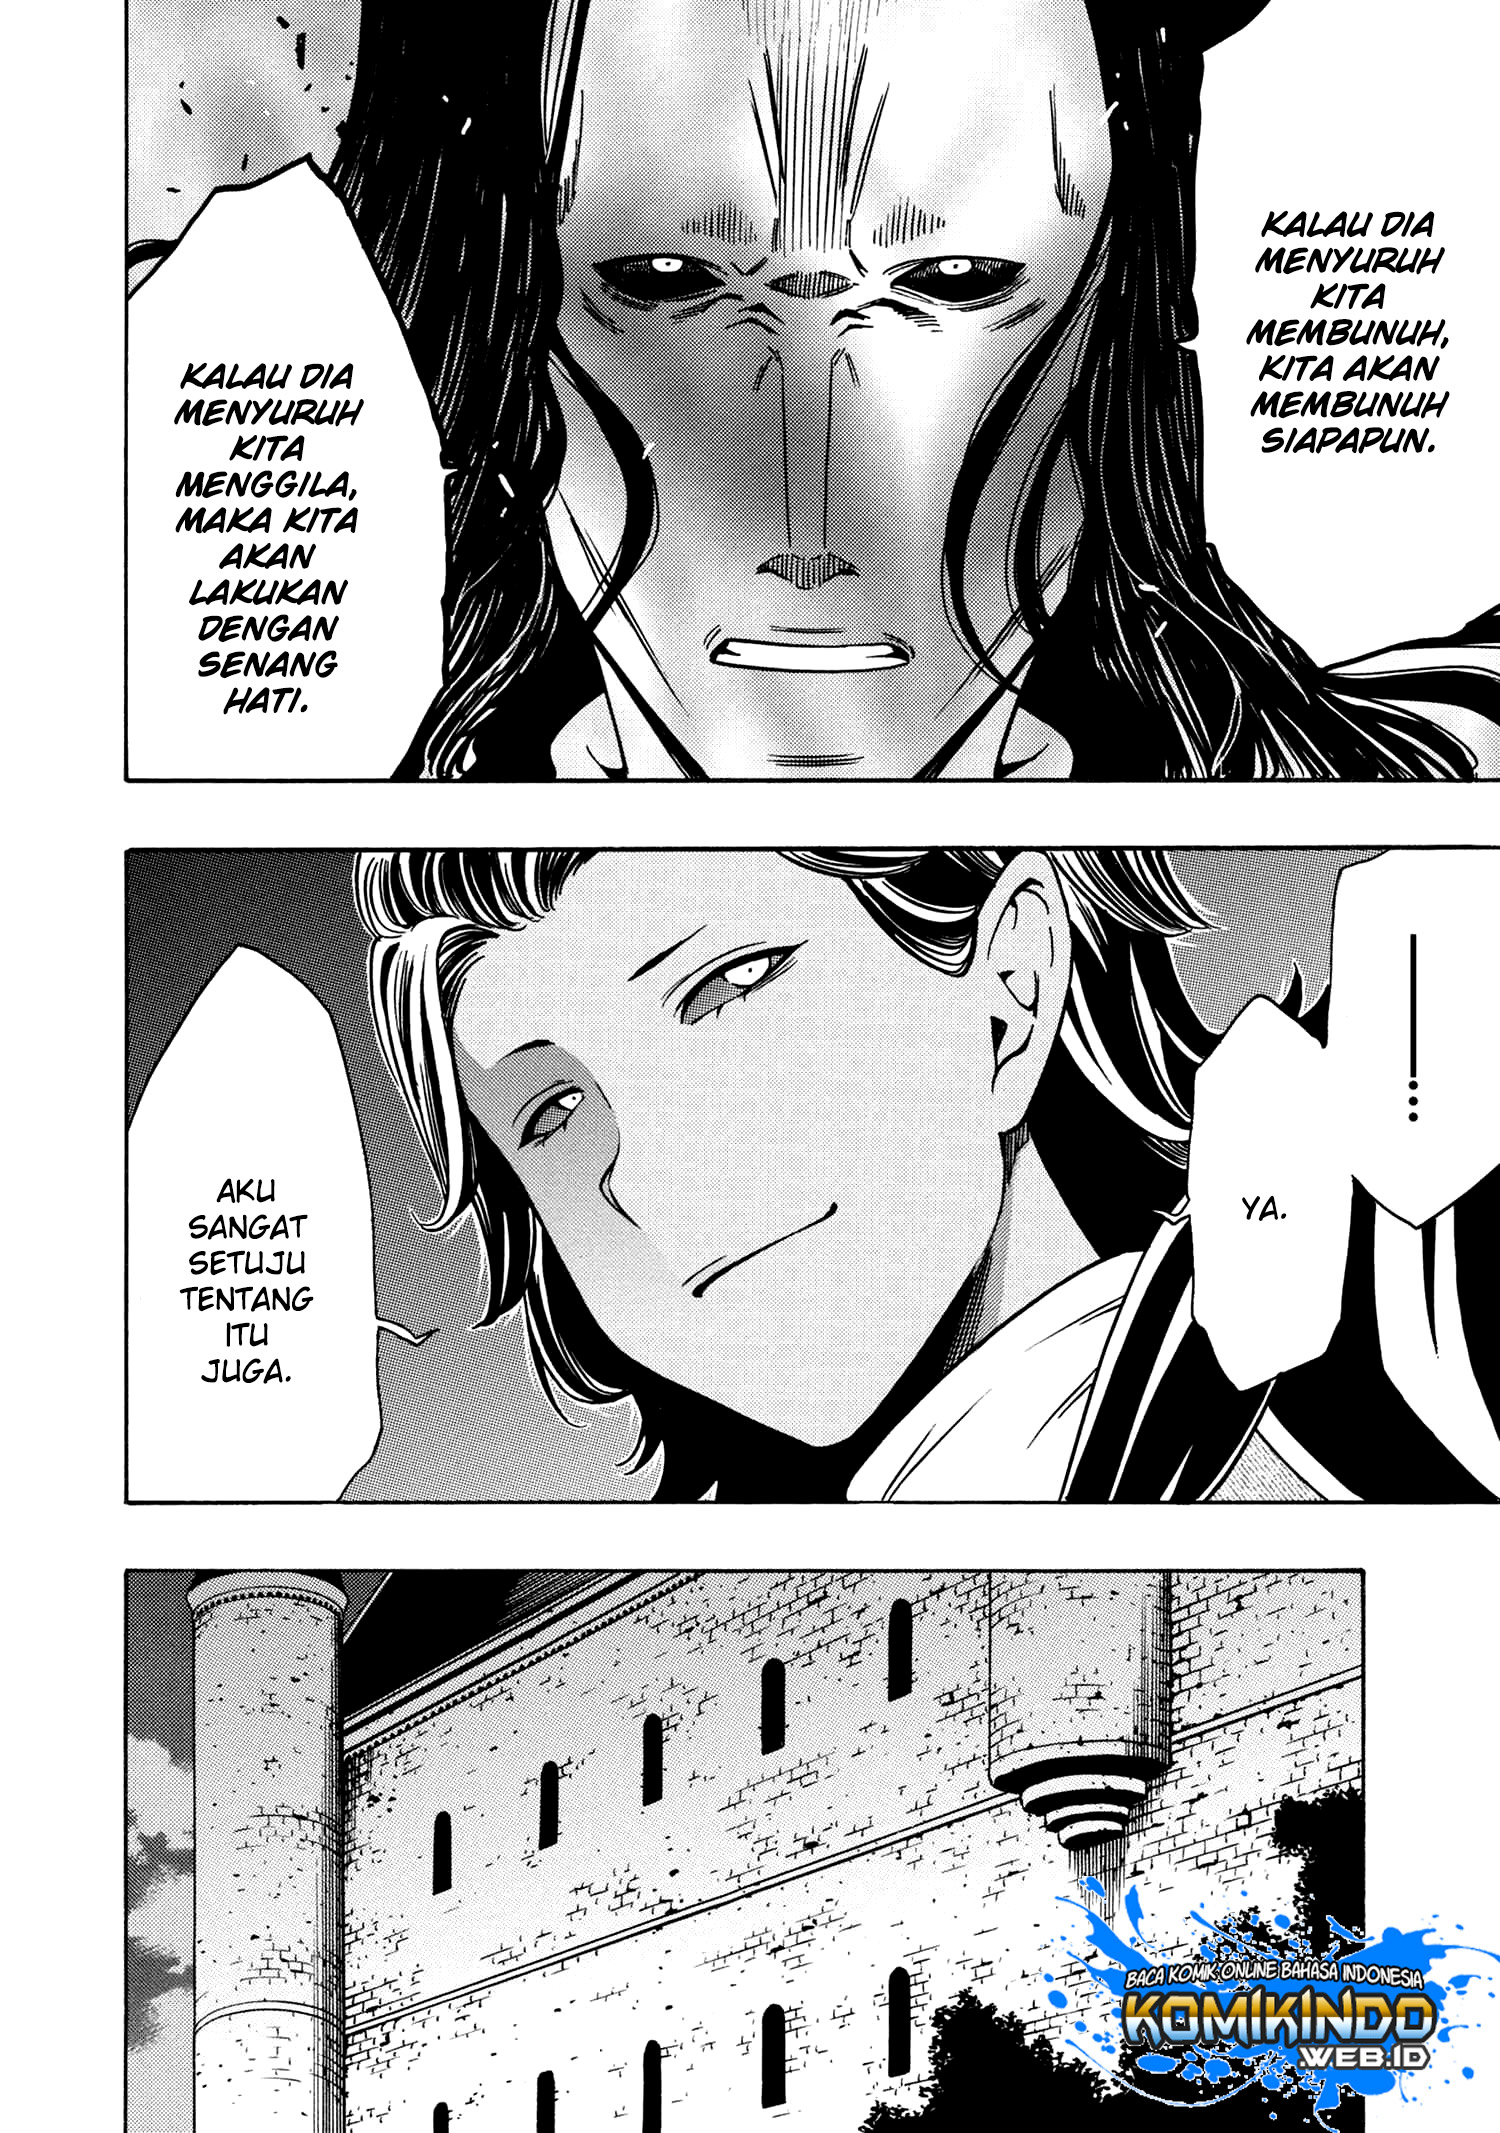 KALAU DIA
MENYURUH
KITA
MEMBUNUH,
KITA AKAN
MEMBUNUH
SIAPAPUN.
KALAU DIA
MENYURUH
KITA
MENGGILA,
MAKA KITA
AKAN
LAKUKAN
DENGAN
SENANG
HATI.
YA.
AKU
SANGAT
SETUJU
TENTANG
ITU
JUGA.
BACA KOMIK ONLINE BAHASA INDONESIA
KOMIKINDO
.WEB.ID